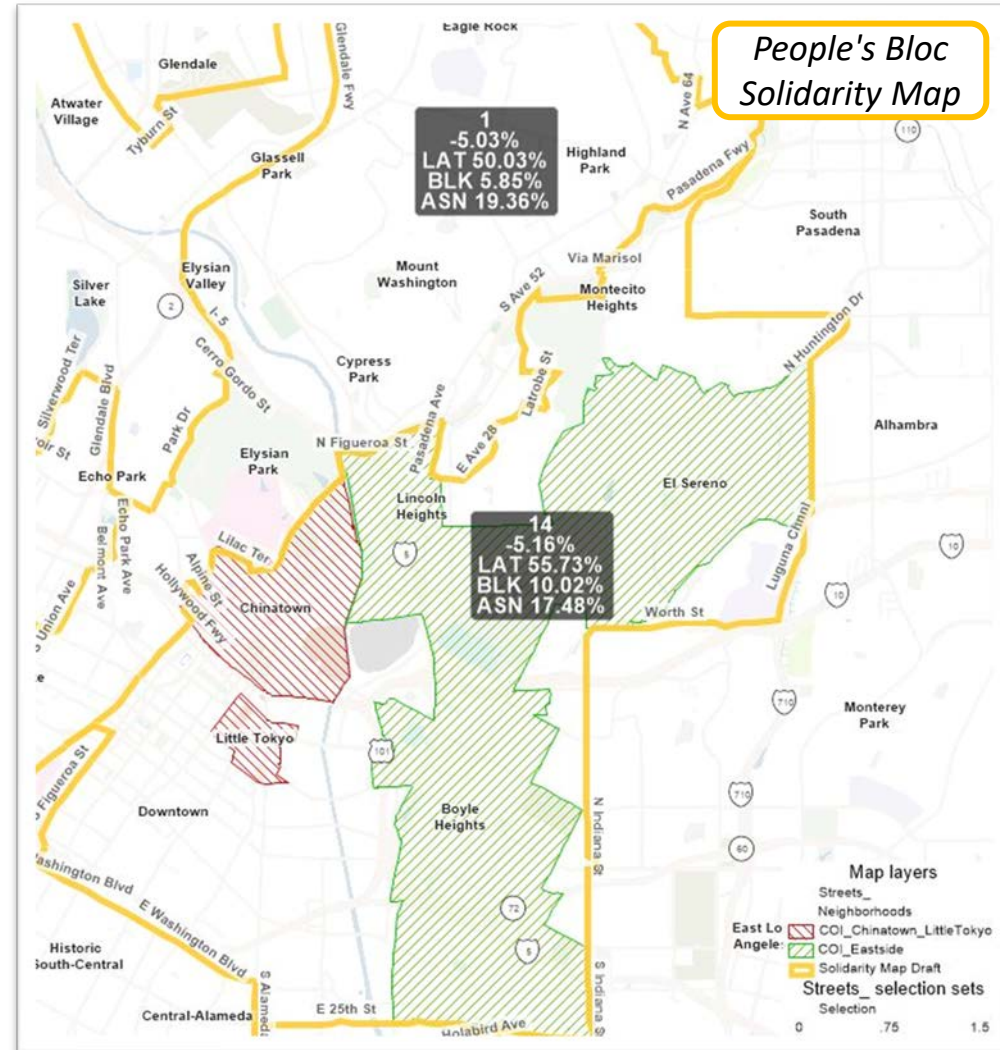 People's Bloc
Solidarity Map
Eagle Rock
Glendale
Glendale Fwy
Atwater
Village
Tyburn St
N Ave 64
110
1
-5.03%
LAT 50.03%
BLK 5.85%
ASN 19.36%
Glassell
Park
Highland
Park
Pasadena Fwy
South
Pasadena
Elysian
Valley
Mount
Washington
Via Marisol
Montecito
Heights
S Ave 52
Silver
Lake
2
I- 5
Cerro Gordo St
Cypress
Park
N Huntington Dr
Silverwood Ter
Glendale Blvd
Park Dr
Latrobe St
Pasadena Ave
E Ave 28
N Figueroa St
Alhambra
oir St
Echo Park
Elysian
Park
El Sereno
Lincoln
Heights
Echo Park Ave
Belmont Ave
Lilac Ter
Alpine St
Hollywood Fwy
Chinatown
5
14
-5.16%
LAT 55.73%
BLK 10.02%
ASN 17.48%
Luguna Chnnl
10
10
Union Ave
Worth St
e
710
Monterey
Park
Little Tokyo
101
Figueroa St
Downtown
Boyle
Heights
N Indiana St
710
60
ashington Blvd
E Washington Blvd
72
5
Historic
South-Central
S Alameda
S Indiana S
Central-Alameda
E 25th St
Holabird Ave
Map layers
Streets_
Neighborhoods
East Lo
Angele
COI_Chinatown_LittleTokyo
COI_Eastside
Solidarity Map Draft
Streets_ selection sets
Selection
0 .75 1.5